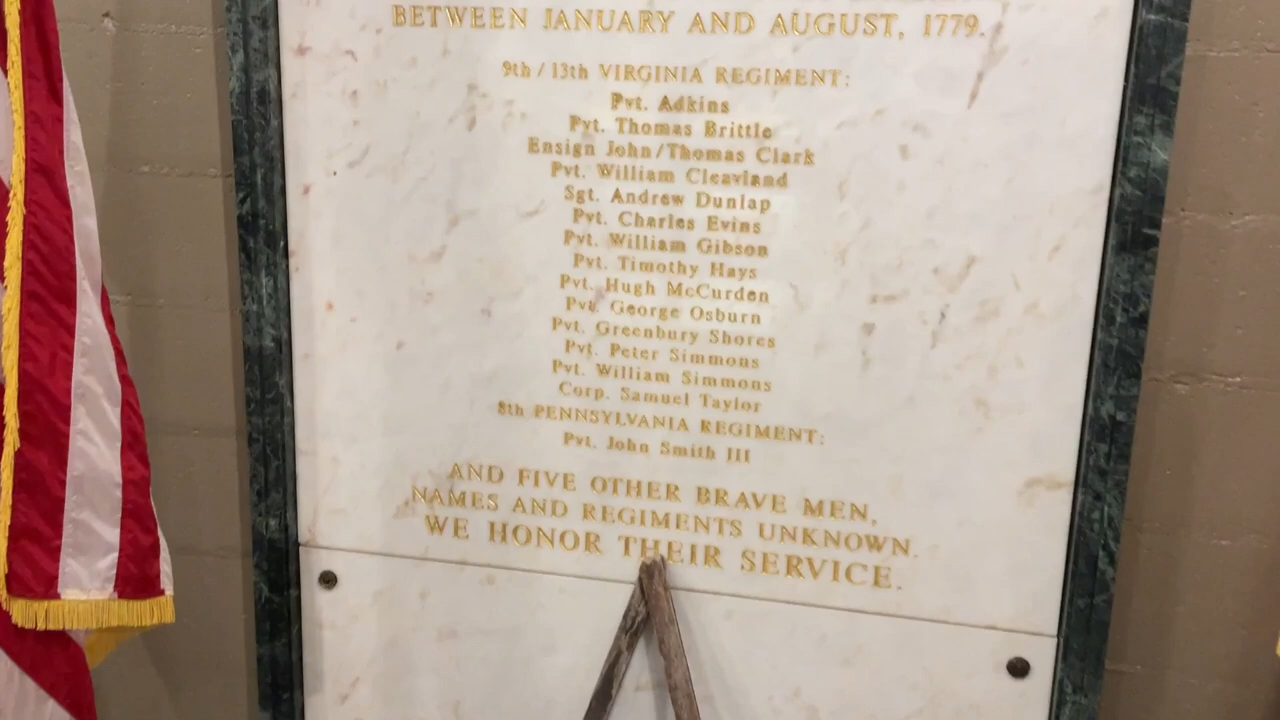 BETWEEN JANUARY AND AUGUST, 1779.
9th / 13th VIRGINIA REGIMENT:
Pvt. Adkins
Pvt. Thomas Brittle
Ensign John/Thomas Clark
Pvt. William Cleavland
Sgt. Andrew Dunlap
Pvt. Charles Evins
Pvt. William Gibson
Pvt. Timothy Hays
Pvt. Hugh McCurden
Pvt. George Osburn
Pvt. Greenbury Shores
Pvt. Peter Simmons
Pvt. William Simmons
Corp. Samuel Taylor
8th PENNSYLVANIA REGIMENT:
Pvt. John Smith III
AND FIVE OTHER BRAVE MEN,
NAMES AND REGIMENTS UNKNOWN.
WE HONOR THEIR SERVICE.